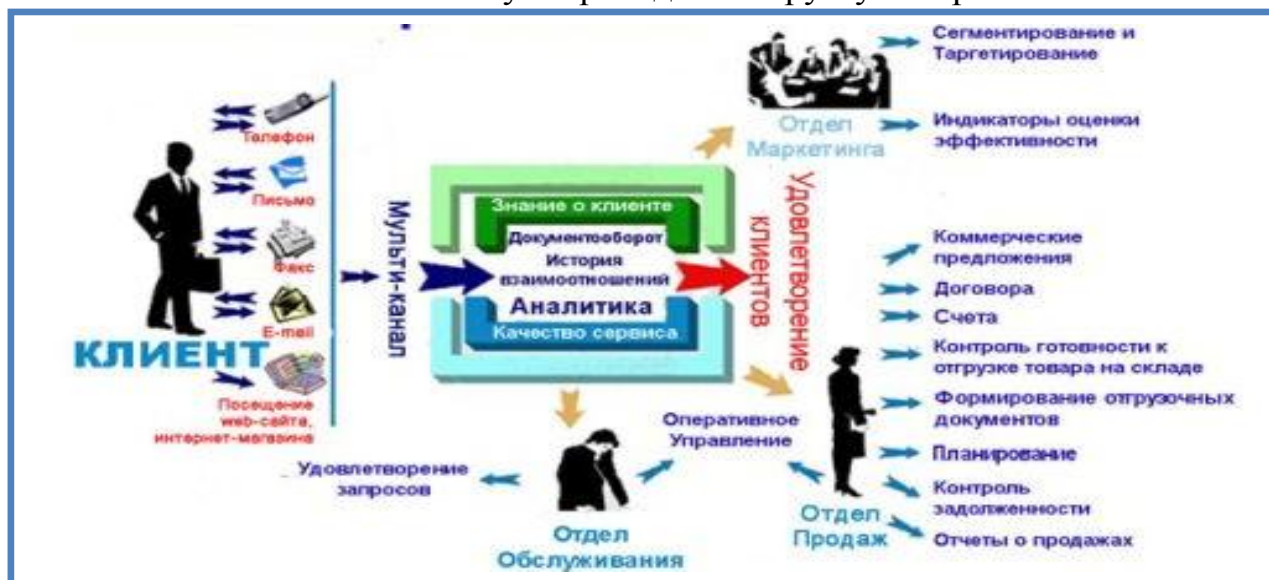 Телефон
Письмо
Факс
E-mail
КЛИЕНТ
Посещение
web-сайта,
интернет-магазина
Мульти-канал
Знание о клиенте
Документооборот
История
взаимоотношений
Аналитика
Качество сервиса
Удовлетворение
клиентов
Отдел
Маркетинга
Сегментирование и
Таргетирование
Индикаторы оценки
эффективности
Коммерческие
предложения
Договора
Счета
Контроль готовности к
отгрузке товара на складе
Формирование отгрузочных
документов
Планирование
Контроль
задолженности
Отчеты о продажах
Отдел
Продаж
Оперативное
Управление
Удовлетворение
запросов
Отдел
Обслуживания